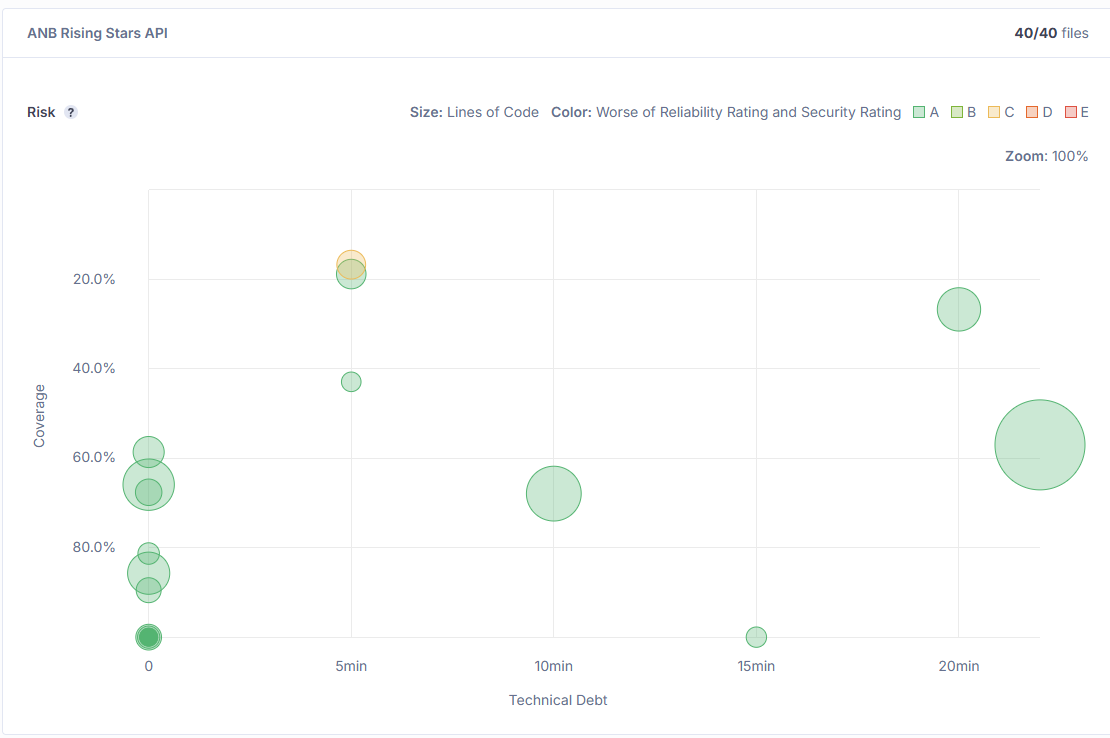 ANB Rising Stars API
40/40 files
Risk ?
Size: Lines of Code Color: Worse of Reliability Rating and Security Rating A B C D E
Zoom: 100%
20.0%
40.0%
60.0%
80.0%
Coverage
0 5min 10min 15min 20min
Technical Debt